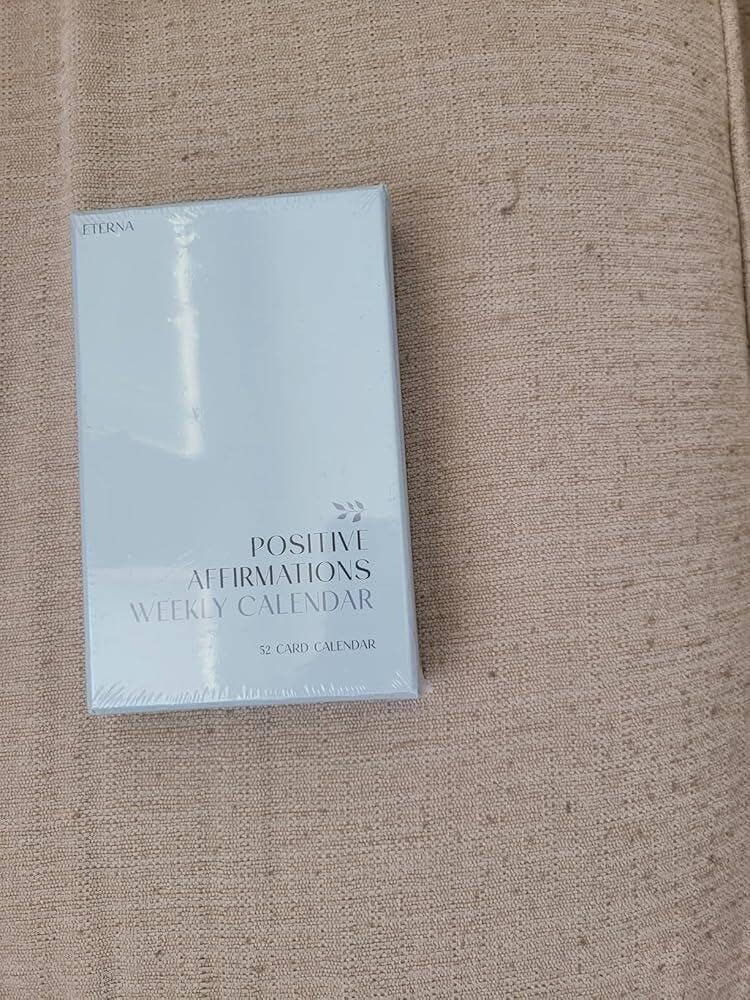 ETERNA
POSITIVE
AFFIRMATIONS
WEEKLY CALENDAR
52 CARD CALENDAR